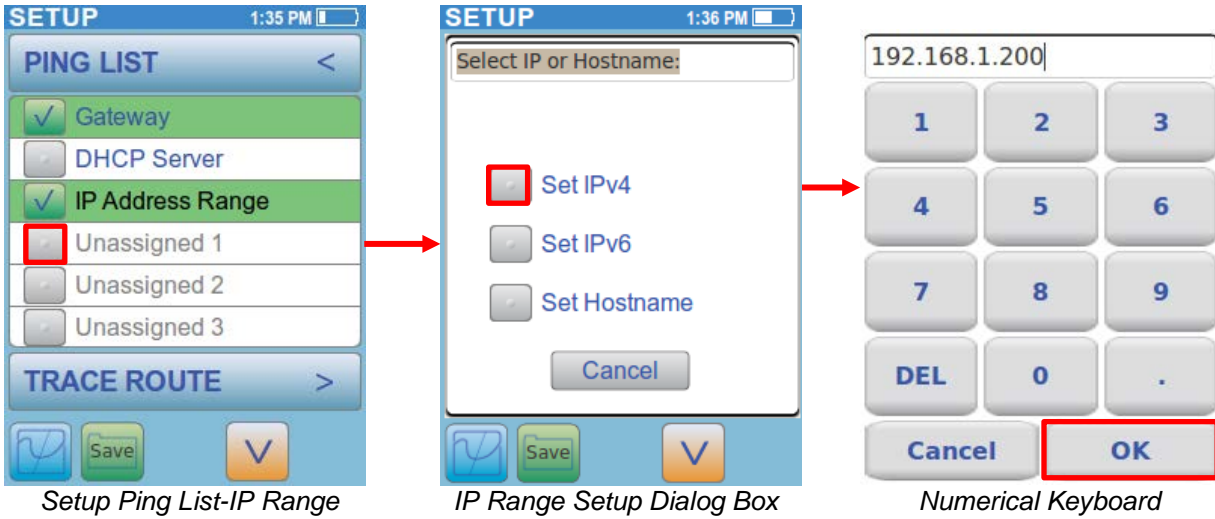 SETUP 1:35 PM
PING LIST <
Gateway
DHCP Server
IP Address Range
Unassigned 1
Unassigned 2
Unassigned 3
TRACE ROUTE >
Save
Setup Ping List-IP Range
SETUP 1:36 PM
Select IP or Hostname:
Set IPv4
Set IPv6
Set Hostname
Cancel
Save
IP Range Setup Dialog Box
192.168.1.200
1 2 3
4 5 6
7 8 9
DEL 0 .
Cancel OK
Numerical Keyboard